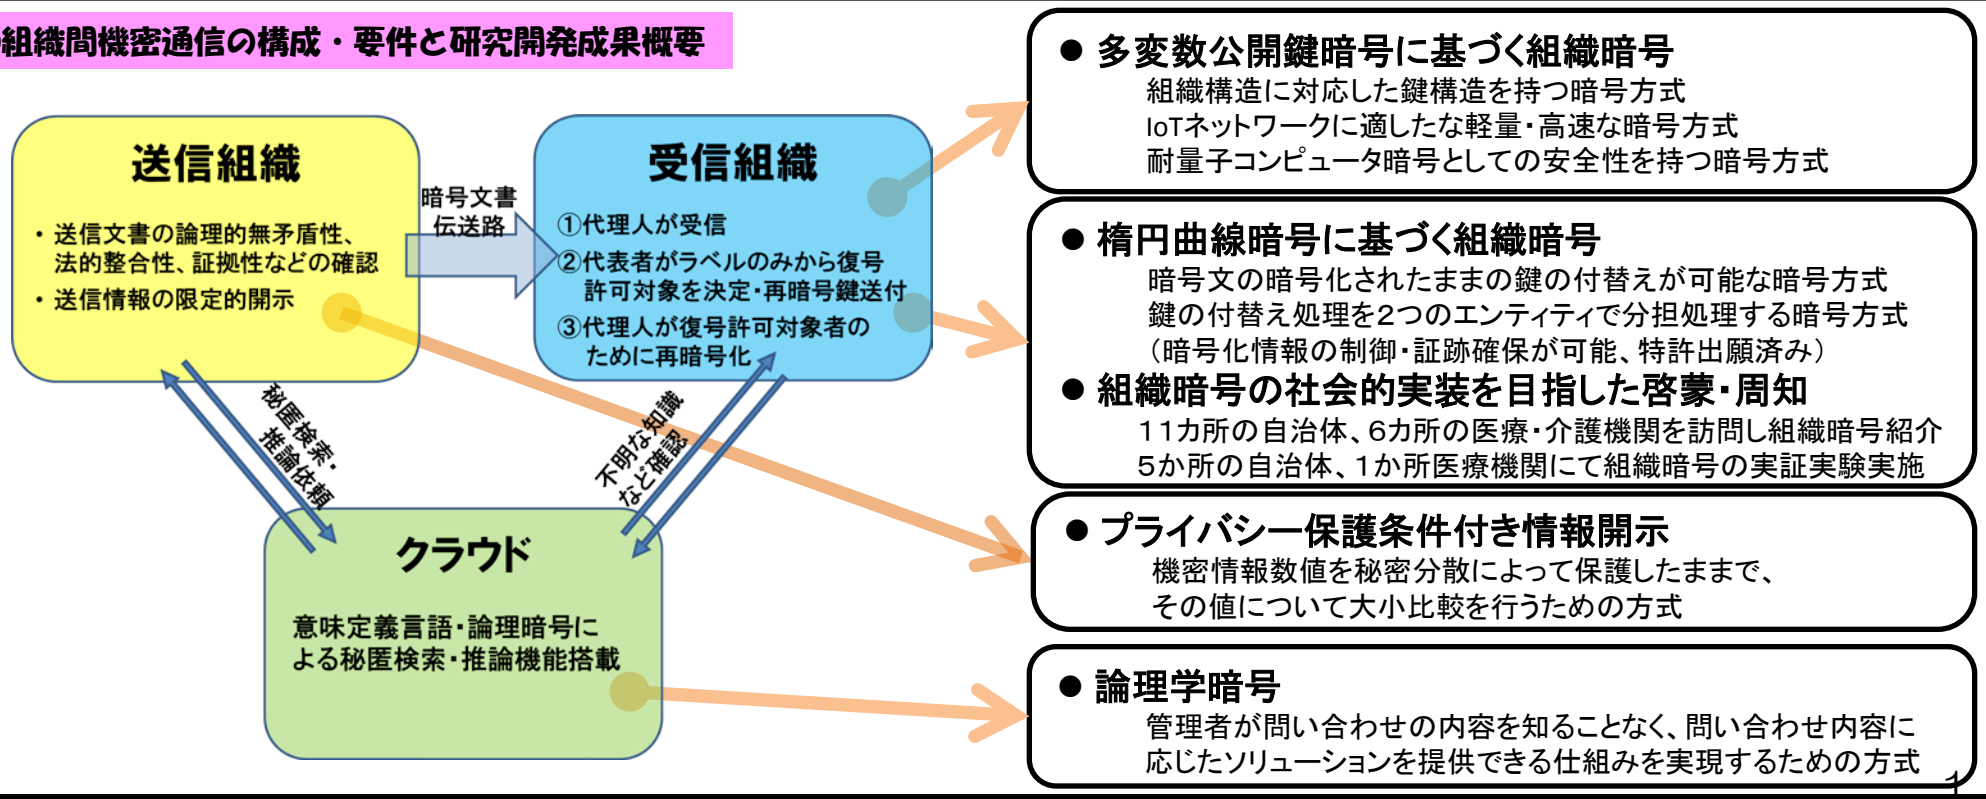 組織間機密通信の構成・要件と研究開発成果概要
送信組織
・送信文書の論理的無矛盾性、
法的整合性、証拠性などの確認
・送信情報の限定的開示
暗号文書
伝送路
受信組織
①代理人が受信
②代表者がラベルのみから復号
許可対象を決定・再暗号鍵送付
③代理人が復号許可対象者の
ために再暗号化
秘匿検索・
推論依頼
不明な知識
など確認
クラウド
意味定義言語・論理暗号に
よる秘匿検索・推論機能搭載
● 多変数公開鍵暗号に基づく組織暗号
組織構造に対応した鍵構造を持つ暗号方式
IoTネットワークに適したな軽量・高速な暗号方式
耐量子コンピュータ暗号としての安全性を持つ暗号方式
● 楕円曲線暗号に基づく組織暗号
暗号文の暗号化されたままの鍵の付替えが可能な暗号方式
鍵の付替え処理を２つのエンティティで分担処理する暗号方式
（暗号化情報の制御・証跡確保が可能、特許出願済み）
● 組織暗号の社会的実装を目指した啓蒙・周知
１１カ所の自治体、６カ所の医療・介護機関を訪問し組織暗号紹介
５か所の自治体、１か所医療機関にて組織暗号の実証実験実施
● プライバシー保護条件付き情報開示
機密情報数値を秘密分散によって保護したままで、
その値について大小比較を行うための方式
● 論理学暗号
管理者が問い合わせの内容を知ることなく、問い合わせ内容に
応じたソリューションを提供できる仕組みを実現するための方式
1